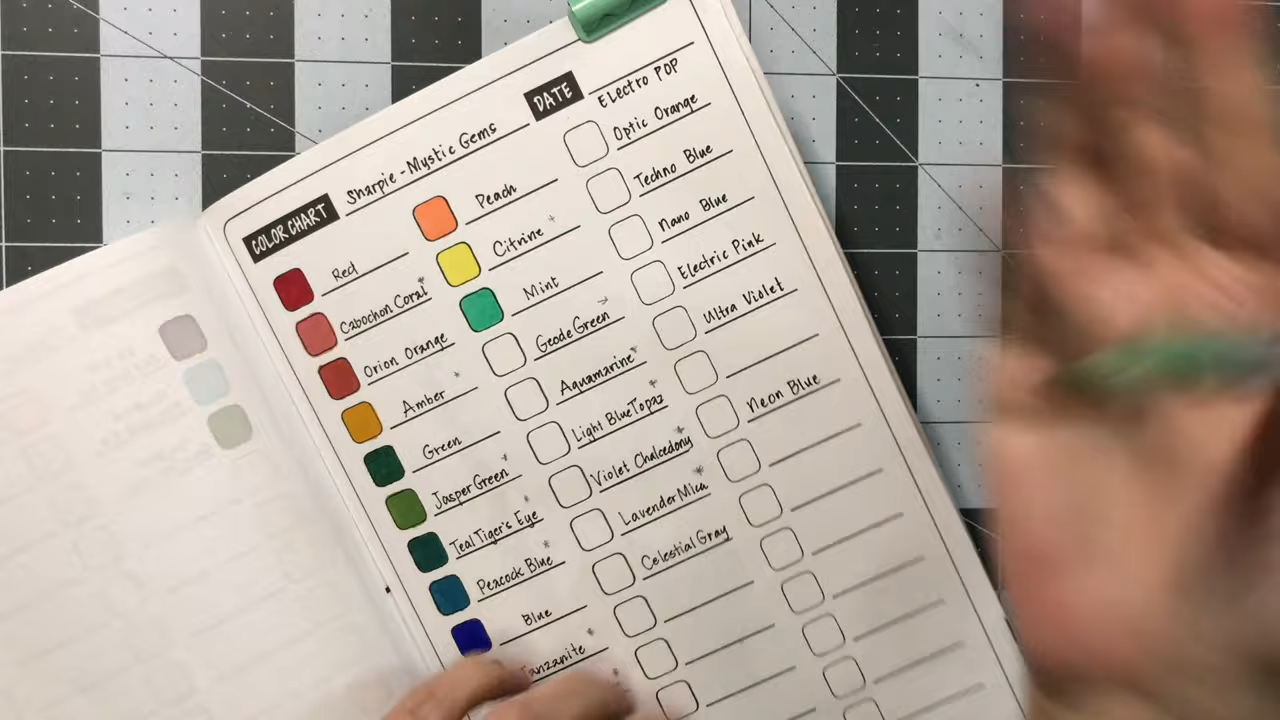 COLOR CHART Sharpie - Mystic Gems DATE
Red
Cabochon Coral*
Orion Orange
Amber*
Green
Jasper Green*
Teal Tiger's Eye*
Peacock Blue*
Blue
Tanzanite*
Peach
Citrine*
Mint
Geode Green*
Aquamarine*
Light Blue Topaz*
Violet Chalcedony*
Lavender Mica*
Celestial Gray
Electro POP
Optic Orange
Techno Blue
Nano Blue
Electric Pink
Ultra Violet
Neon Blue